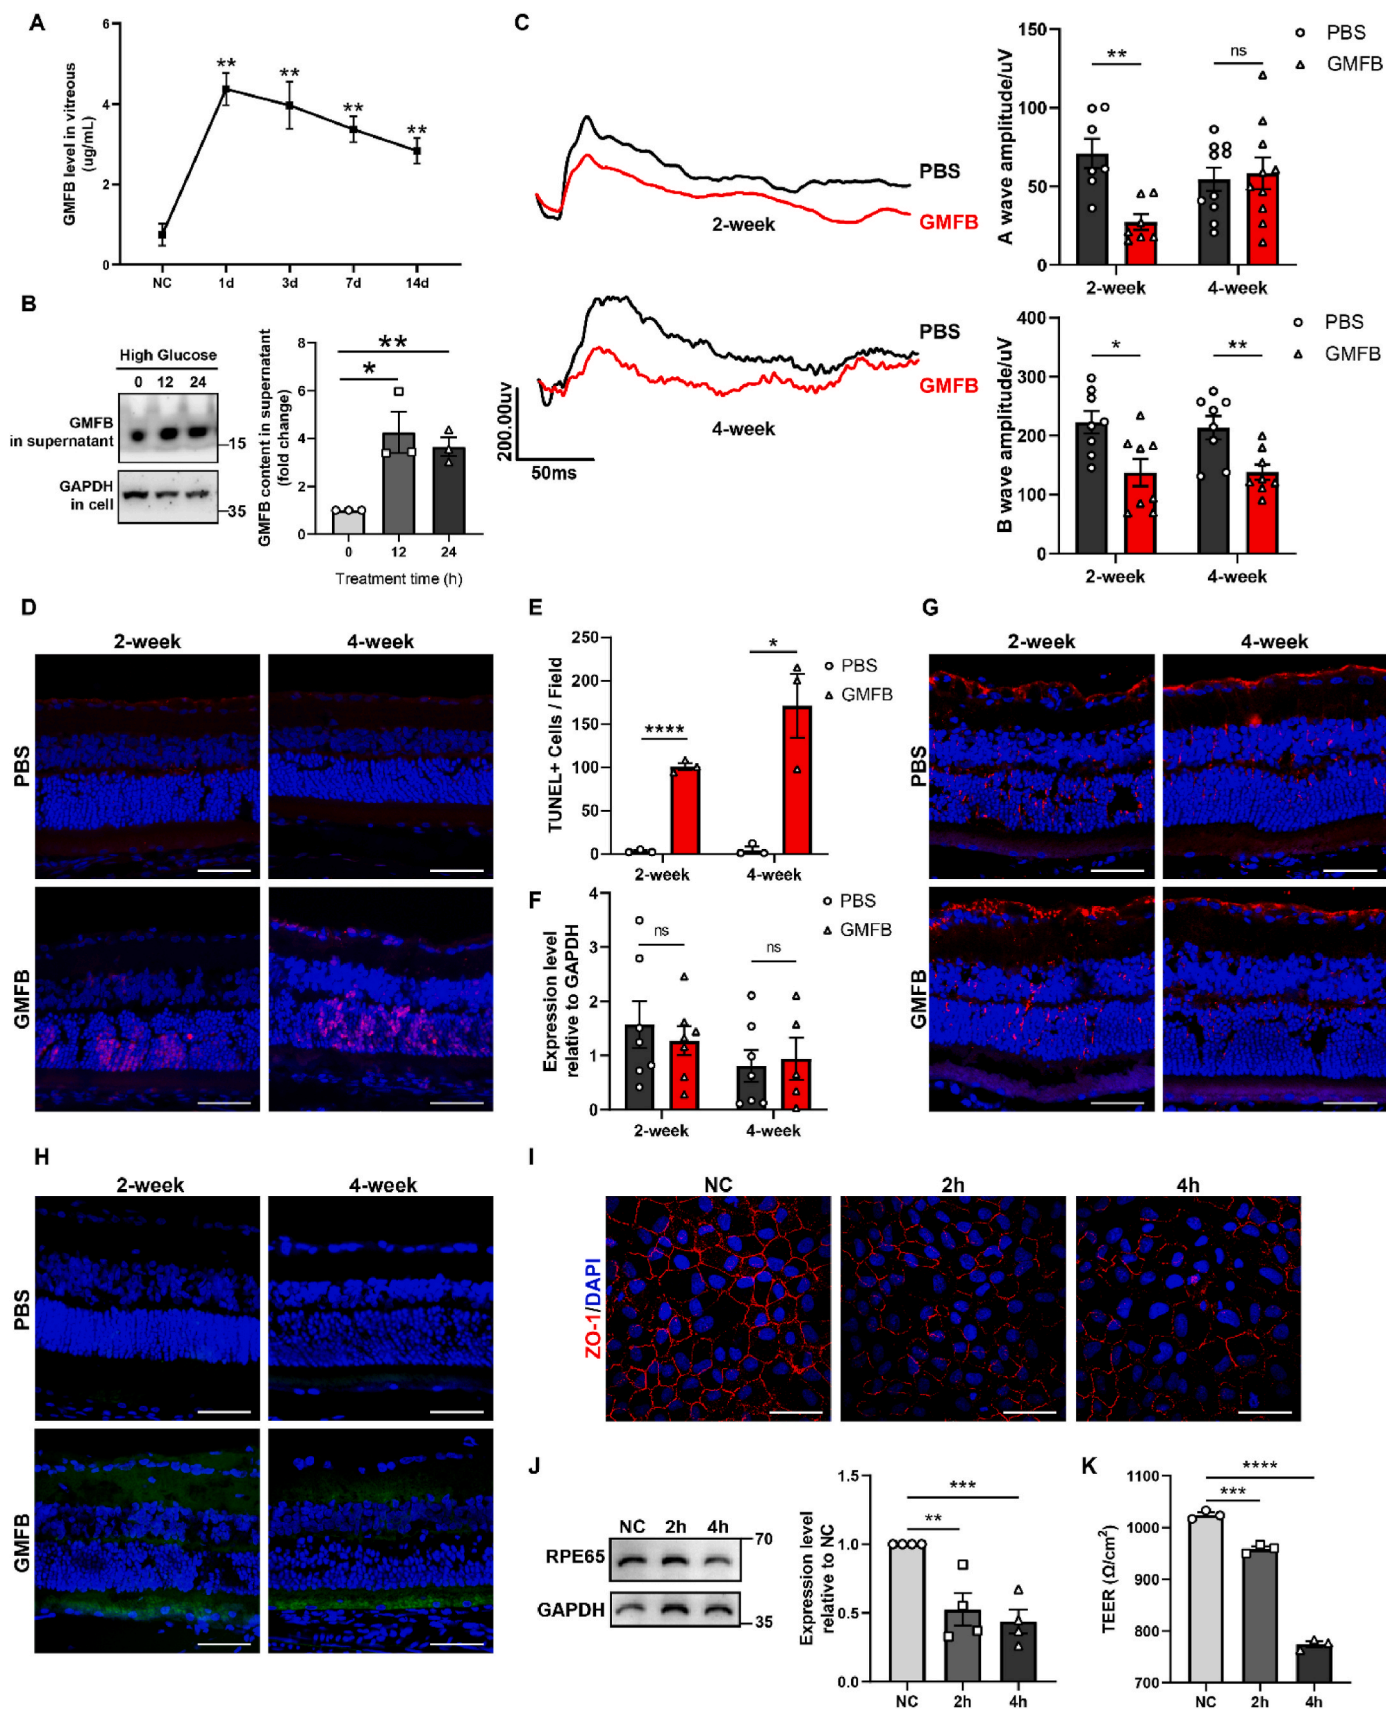 A
6
4
2
0
GMFB level in vitreous
(ug/mL)
**
**
**
**
NC
1d
3d
7d
14d
B
High Glucose
0 12 24
GMFB
in supernatant
15
GAPDH
in cell
35
GMFB content in supernatant
(fold change)
8
6
4
2
0
**
*
0
12
24
Treatment time (h)
C
PBS
GMFB
2-week
PBS
GMFB
4-week
200.00uv
50ms
A wave amplitude/uV
150
100
50
0
**
ns
PBS
GMFB
2-week
4-week
B wave amplitude/uV
400
300
200
100
0
*
**
PBS
GMFB
2-week
4-week
D
2-week
4-week
PBS
GMFB
E
TUNEL+ Cells / Field
250
200
150
100
50
0
****
*
PBS
GMFB
2-week
4-week
F
Expression level
relative to GAPDH
4
3
2
1
0
ns
ns
PBS
GMFB
2-week
4-week
G
2-week
4-week
PBS
GMFB
H
2-week
4-week
PBS
GMFB
I
NC
2h
4h
ZO-1/DAPI
J
NC 2h 4h
RPE65
70
GAPDH
35
Expression level
relative to NC
1.5
1.0
0.5
0.0
***
**
NC
2h
4h
K
TEER (Ω/cm²)
1100
1000
900
800
700
****
***
NC
2h
4h